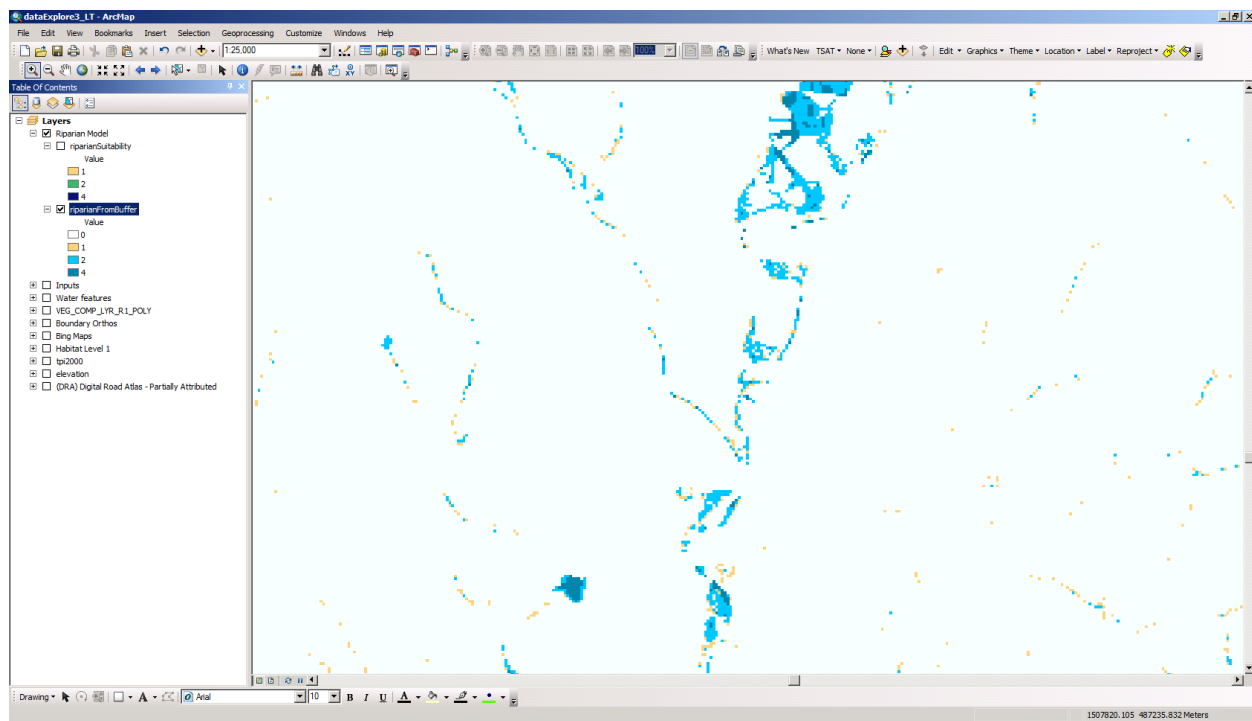 dataExplore3_LT - ArcMap
File Edit View Bookmarks Insert Selection Geoprocessing Customize Windows Help
1:25,000 100% What's New TSAT None Edit Graphics Theme Location Label Reproject
Table Of Contents
Layers
Riparian Model
riparianSuitability
Value
1
2
4
riparianFromBuffer
Value
0
1
2
4
Inputs
Water features
VEG_COMP_LYR_R1_POLY
Boundary Orthos
Bing Maps
Habitat Level 1
tpi2000
elevation
(DRA) Digital Road Atlas - Partially Attributed
Drawing A Arial 10 B I U A
1507820.105 487235.832 Meters